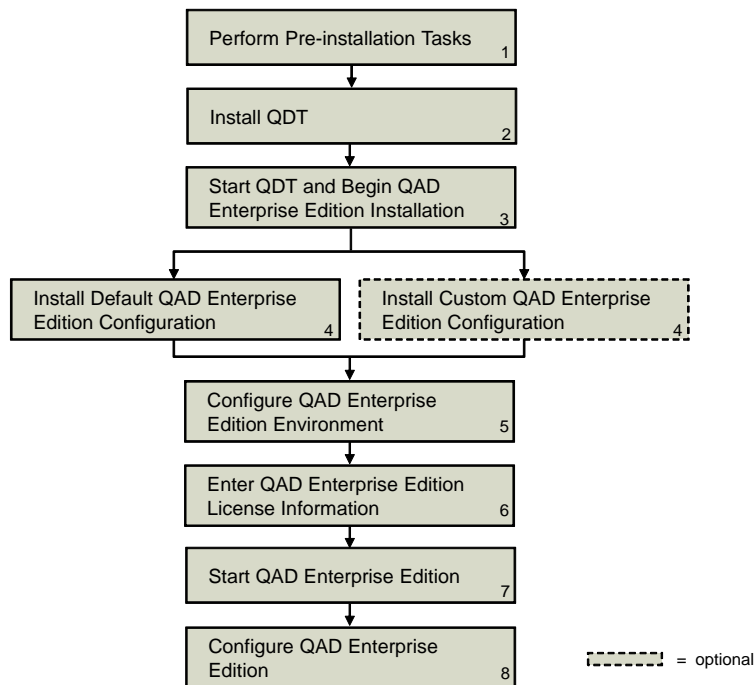 Perform Pre-installation Tasks
1
Install QDT
2
Start QDT and Begin QAD
Enterprise Edition Installation
3
Install Default QAD Enterprise
Edition Configuration
4
Install Custom QAD Enterprise
Edition Configuration
4
Configure QAD Enterprise
Edition Environment
5
Enter QAD Enterprise Edition
License Information
6
Start QAD Enterprise Edition
7
Configure QAD Enterprise
Edition
8
= optional